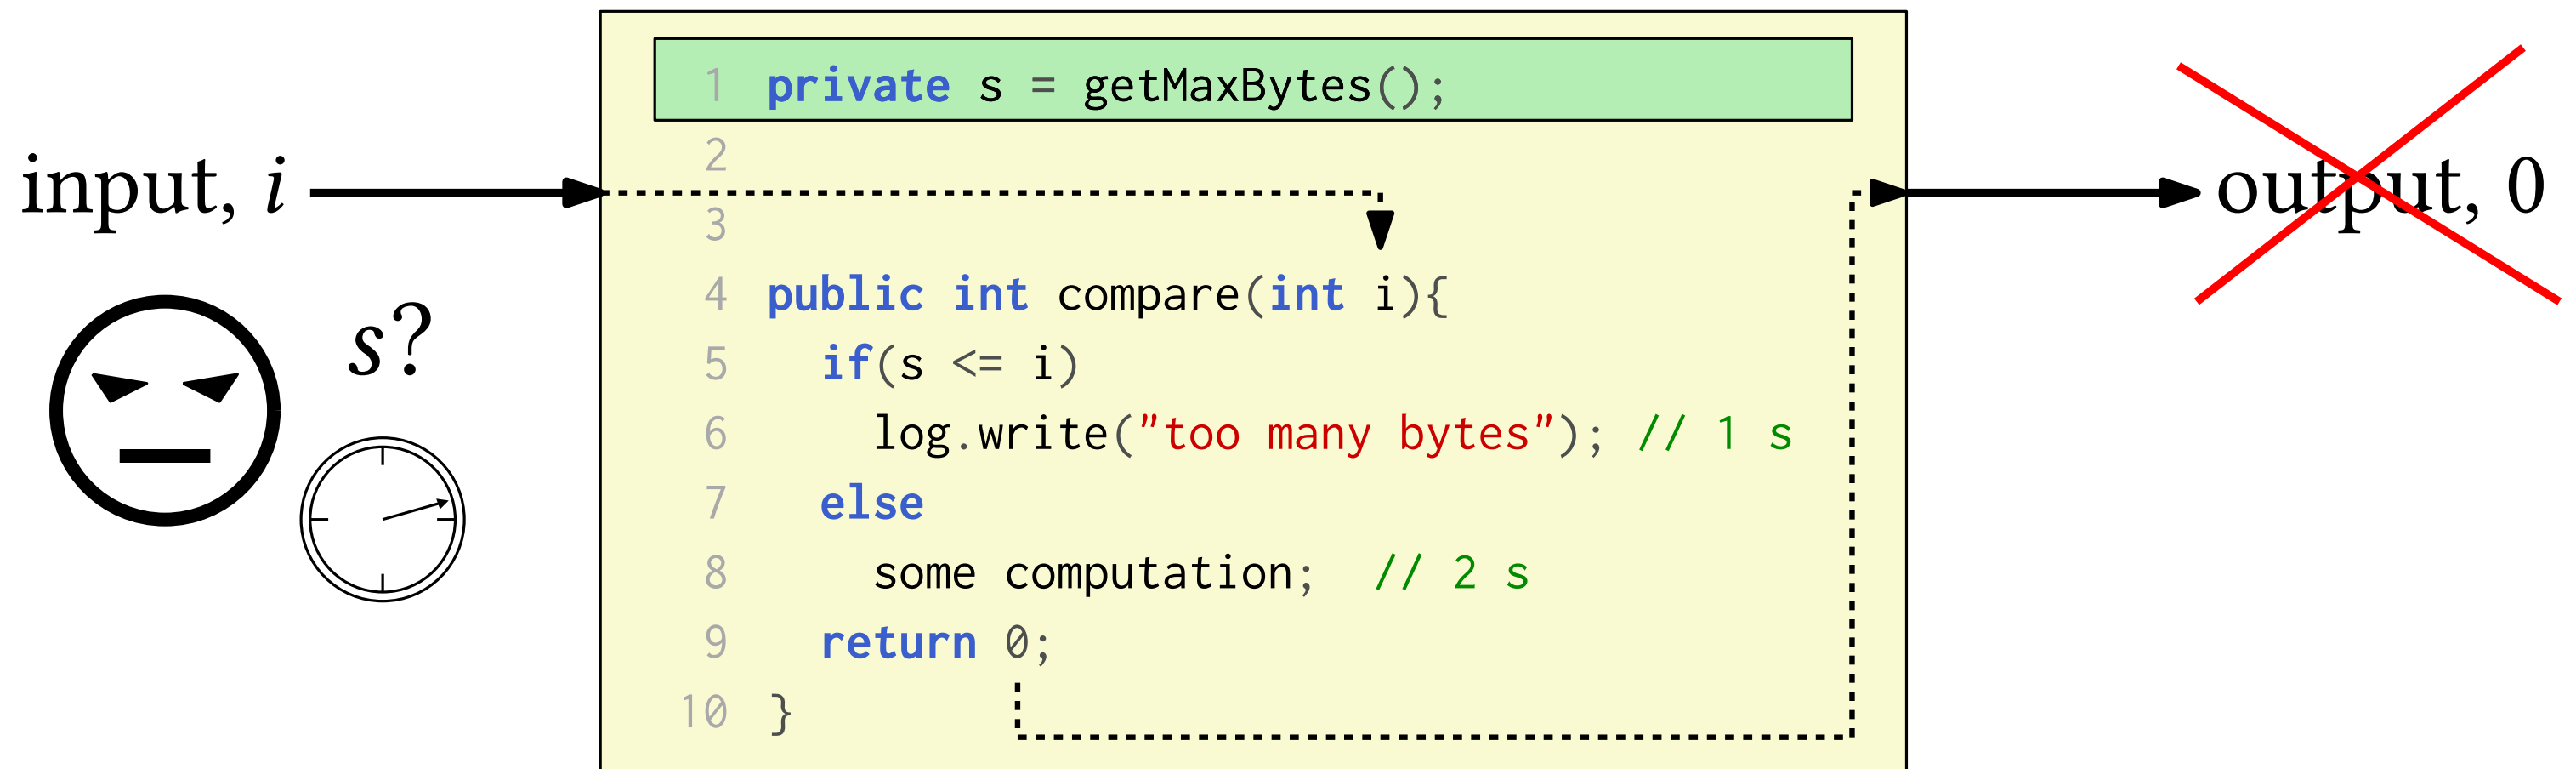 input, i
s?
1 private s = getMaxBytes();
2
3
4 public int compare(int i){
5 if(s <= i)
6 log.write("too many bytes"); // 1 s
7 else
8 some computation; // 2 s
9 return 0;
10 }
output, 0